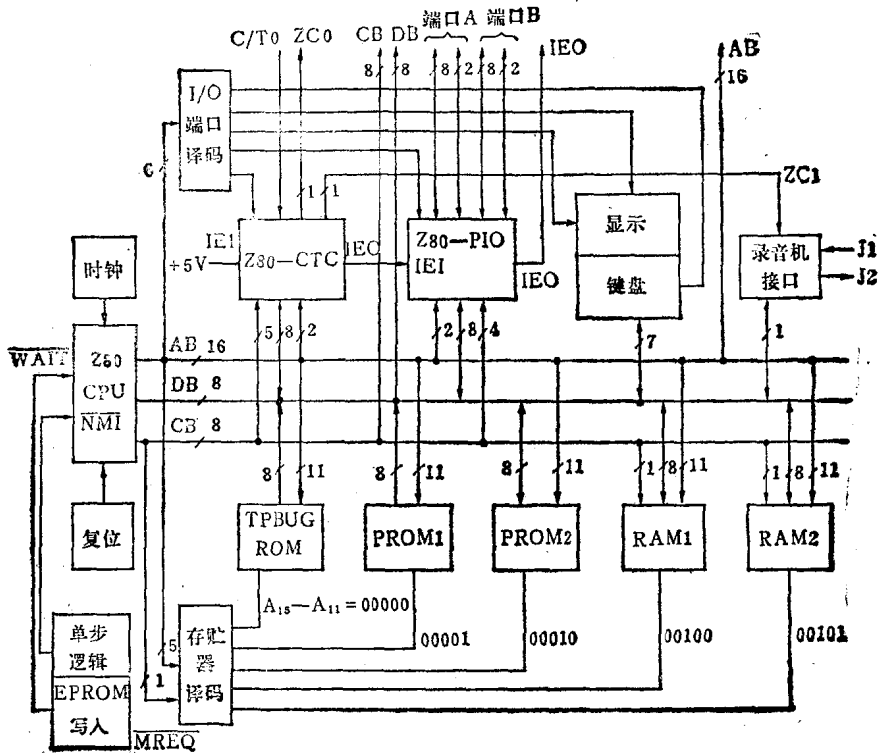 C/T0 ZC0 CB DB 端口A 端口B
IEO
AB
8 8 8 2 8 2
16
I/O
端口
译码
6
1 1
ZC1
IEI
+5V
Z80—CTC
IEO
Z80—PIO
IEI
IEO
显示
键盘
录音机
接口
J1
J2
时钟
5 8 2
2 8 4
7
1
WAIT
Z80
CPU
NMI
AB 16
DB 8
CB 8
8 11
8 11
8 11
1 8 11
1 8 11
复位
TPBUG
ROM
PROM1
PROM2
RAM1
RAM2
A₁₅—A₁₁=00000
00001
00010
00100
00101
单步
逻辑
EPROM
写入
5
1
存贮
器
译码
MREQ